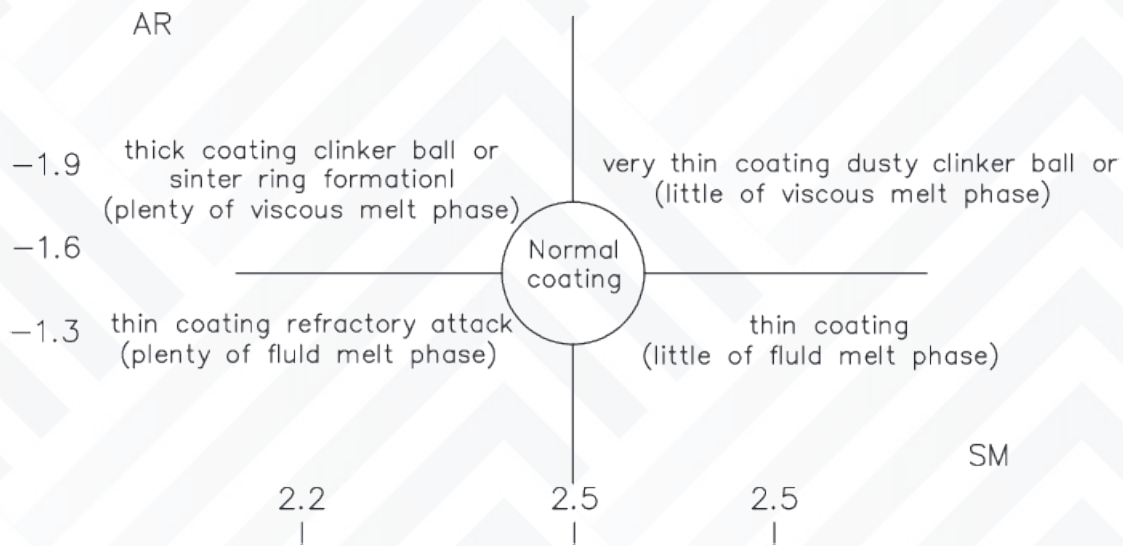 AR
-1.9
thick coating clinker ball or
sinter ring formationl
(plenty of viscous melt phase)
very thin coating dusty clinker ball or
(little of viscous melt phase)
-1.6
Normal
coating
-1.3
thin coating refractory attack
(plenty of fluld melt phase)
thin coating
(little of fluld melt phase)
SM
2.2
2.5
2.5